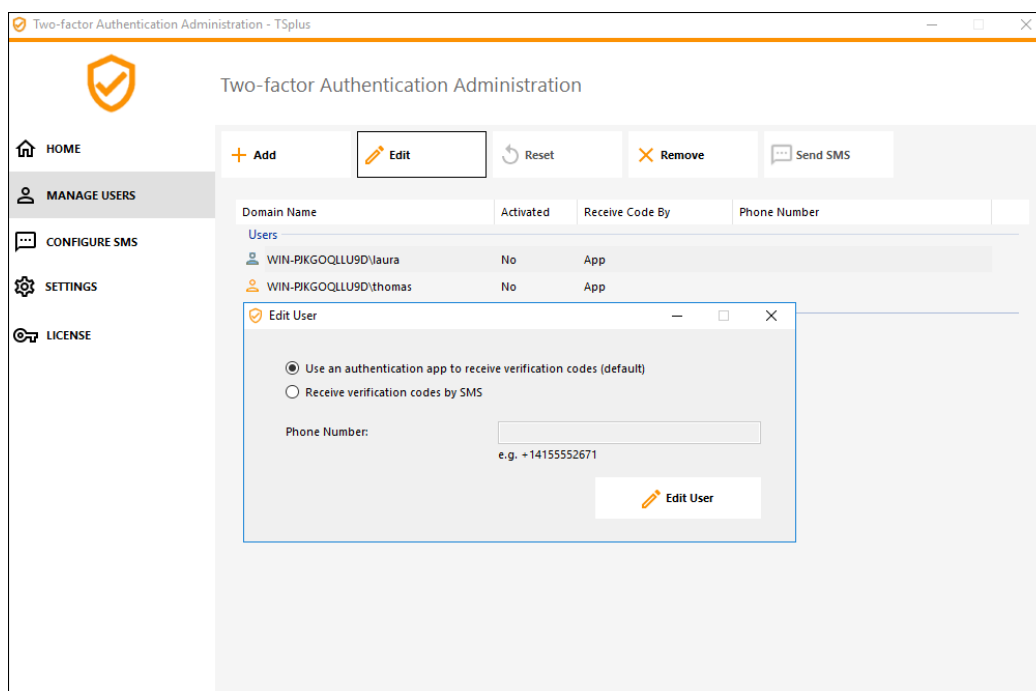 Two-factor Authentication Administration - TSplus
Two-factor Authentication Administration
HOME
MANAGE USERS
CONFIGURE SMS
SETTINGS
LICENSE
Add Edit Reset Remove Send SMS
Domain Name Activated Receive Code By Phone Number
Users
WIN-PJKGOQLLU9D\laura No App
WIN-PJKGOQLLU9D\thomas No App
Edit User
Use an authentication app to receive verification codes (default)
Receive verification codes by SMS
Phone Number:
e.g. +14155552671
Edit User